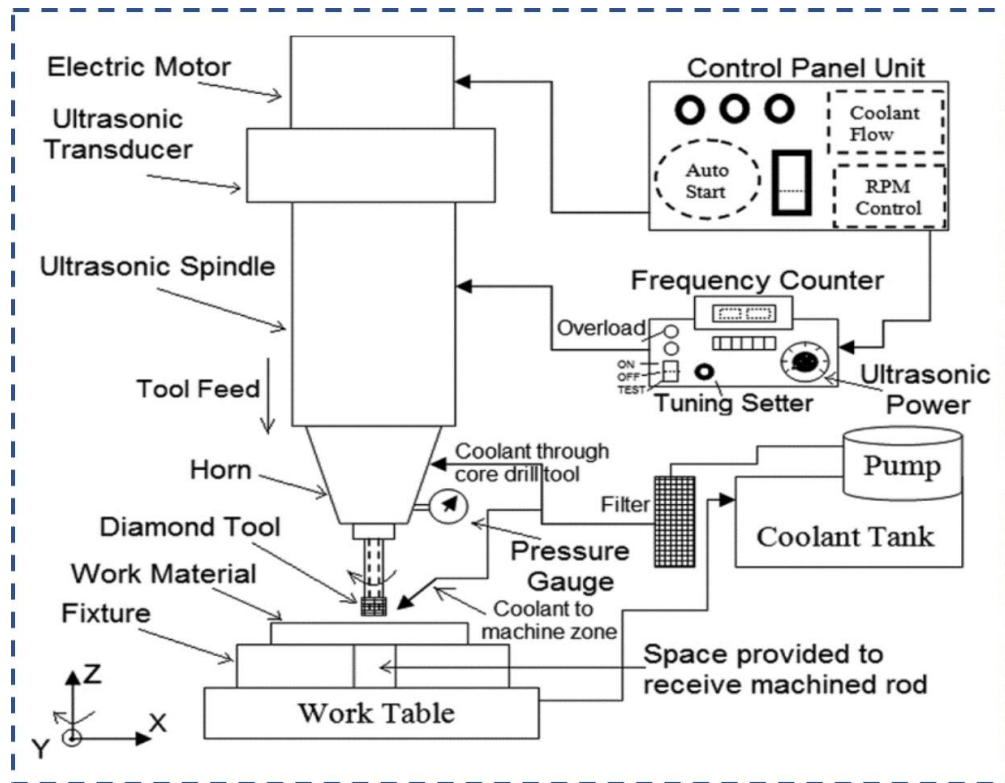 Electric Motor
Ultrasonic
Transducer
Ultrasonic Spindle
Tool Feed
Horn
Diamond Tool
Work Material
Fixture
Z
X
Y
Work Table
Control Panel Unit
Coolant
Flow
Auto
Start
RPM
Control
Frequency Counter
Overload
ON
OFF
TEST
Tuning Setter
Ultrasonic
Power
Coolant through
core drill tool
Filter
Pump
Coolant Tank
Pressure
Gauge
Coolant to
machine zone
Space provided to
receive machined rod